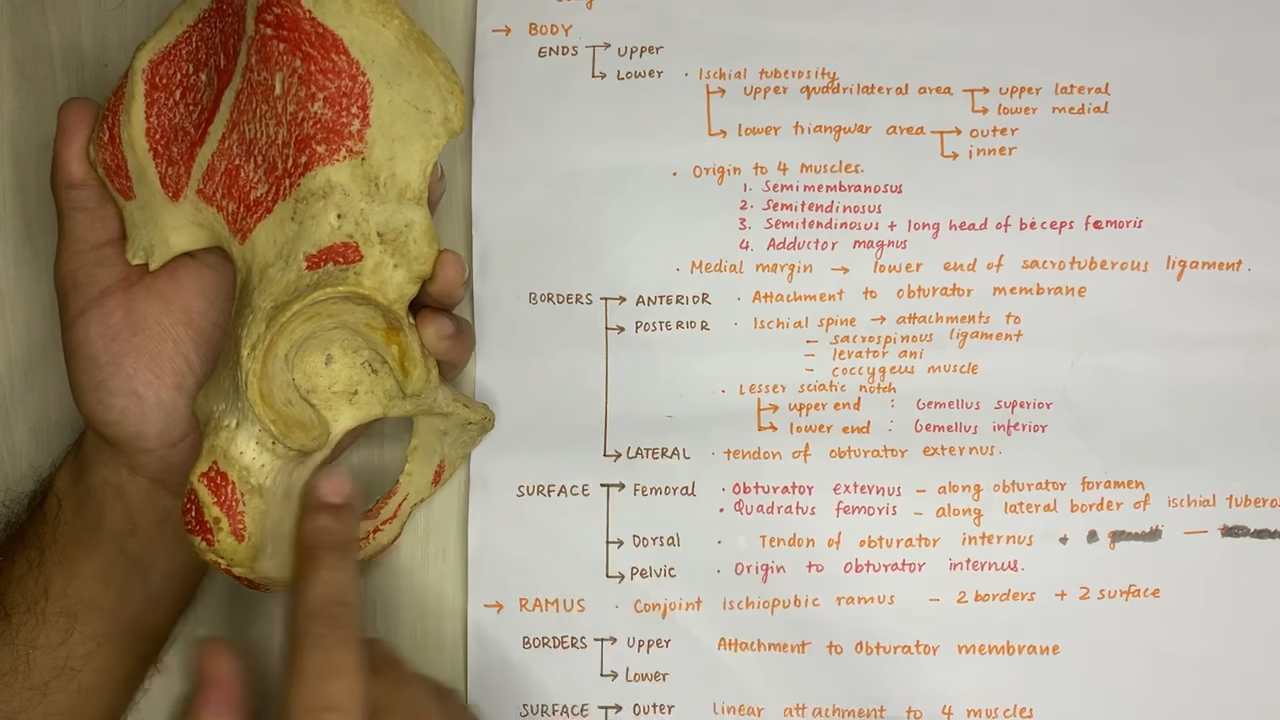 → BODY
ENDS → Upper
→ Lower · Ischial tuberosity
→ upper quadrilateral area → upper lateral
→ lower medial
→ lower triangular area → outer
→ inner
· Origin to 4 muscles.
1. Semimembranosus
2. Semitendinosus
3. Semitendinosus + long head of biceps femoris
4. Adductor magnus
· Medial margin → lower end of sacrotuberous ligament.
BORDERS → ANTERIOR · Attachment to obturator membrane
→ POSTERIOR · Ischial spine → attachments to
– sacrospinous ligament
– levator ani
– coccygeus muscle
· Lesser sciatic notch
→ upper end : Gemellus superior
→ lower end : Gemellus inferior
→ LATERAL · tendon of obturator externus.
SURFACE → Femoral · Obturator externus – along obturator foramen
· Quadratus femoris – along lateral border of ischial tubero
→ Dorsal · Tendon of obturator internus +
→ Pelvic · Origin to obturator internus.
→ RAMUS · Conjoint Ischiopubic ramus – 2 borders + 2 surface
BORDERS → Upper Attachment to Obturator membrane
→ Lower
SURFACE → Outer linear attachment to 4 muscles